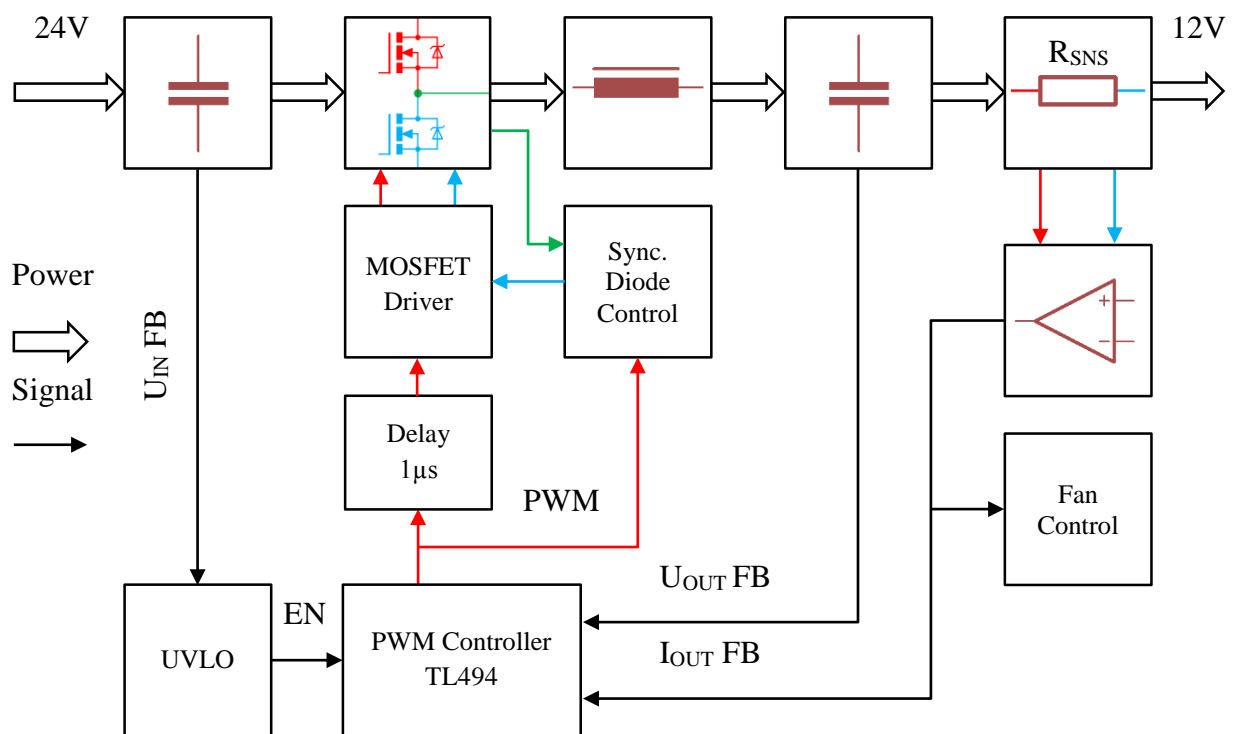 24V
12V
RSNS
MOSFET
Driver
Sync.
Diode
Control
Power
Signal
UIN FB
Delay
1µs
PWM
Fan
Control
UOUT FB
IOUT FB
EN
UVLO
PWM Controller
TL494
+
−